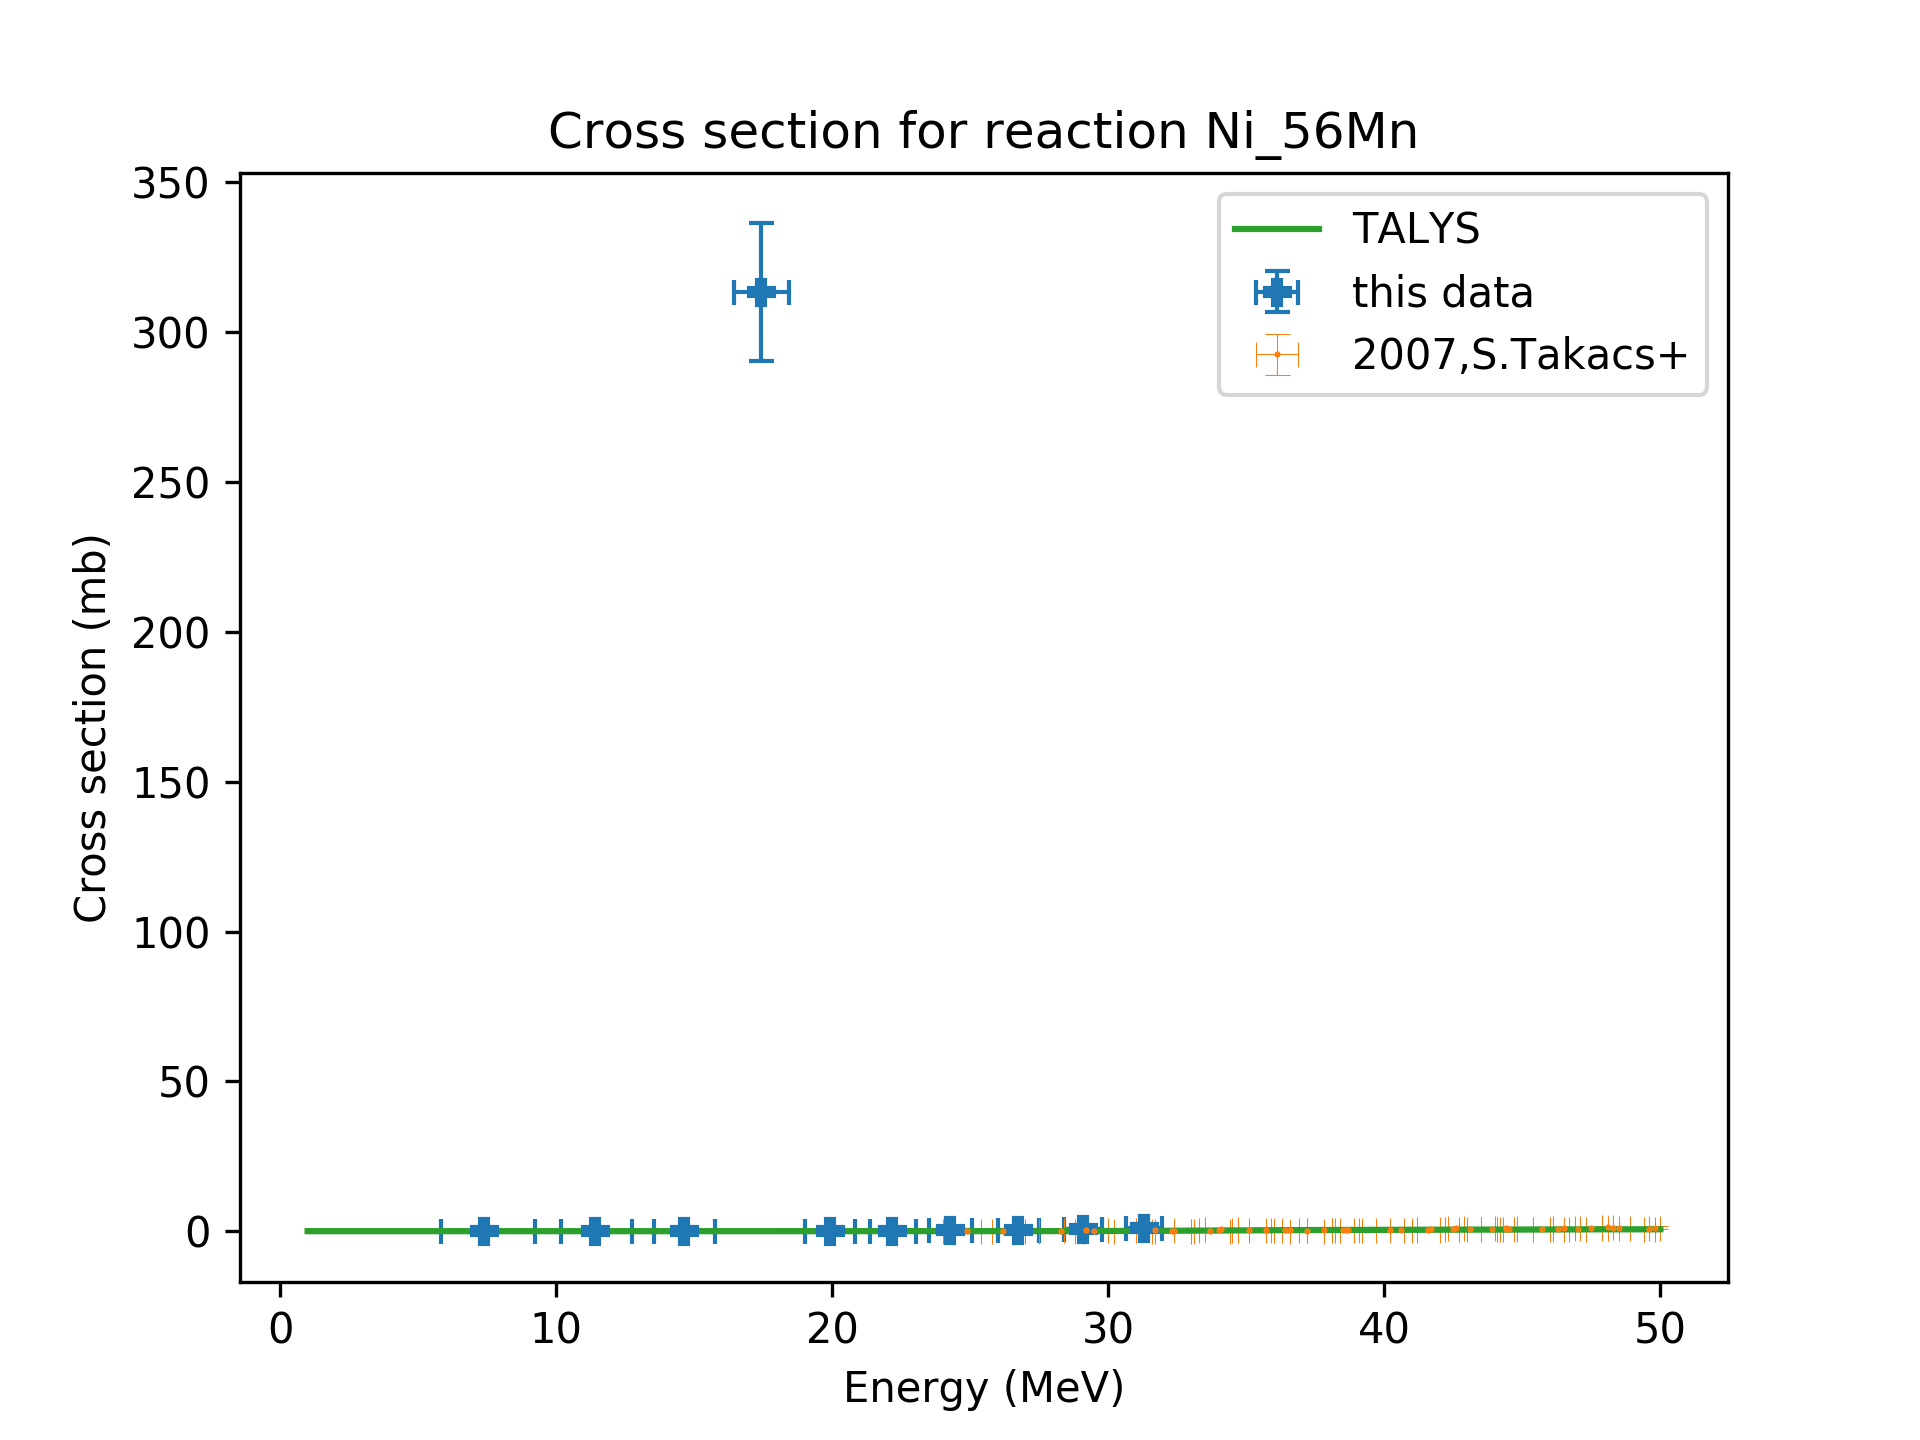 Cross section for reaction Ni_56Mn
350
300
250
200
150
100
50
0
Cross section (mb)
TALYS
this data
2007,S.Takacs+
0 10 20 30 40 50
Energy (MeV)